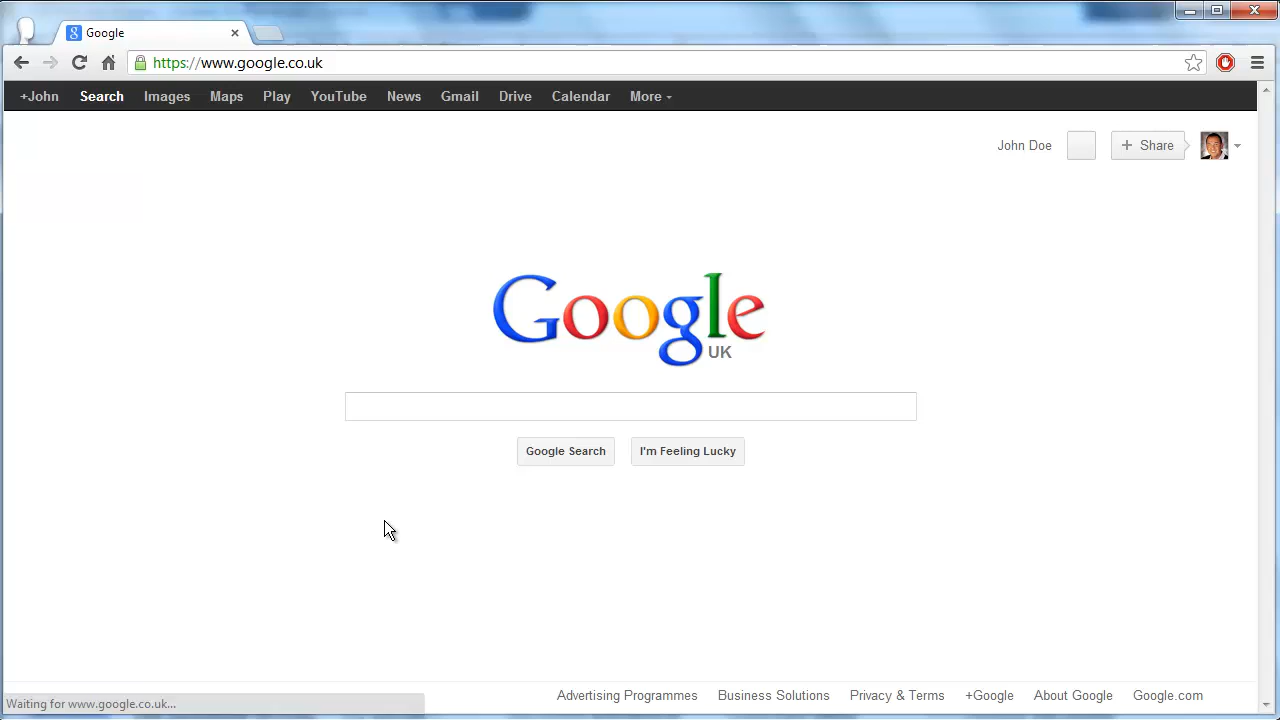 Google
https://www.google.co.uk
+John Search Images Maps Play YouTube News Gmail Drive Calendar More
John Doe + Share
Google
UK
Google Search I'm Feeling Lucky
Waiting for www.google.co.uk...
Advertising Programmes Business Solutions Privacy & Terms +Google About Google Google.com